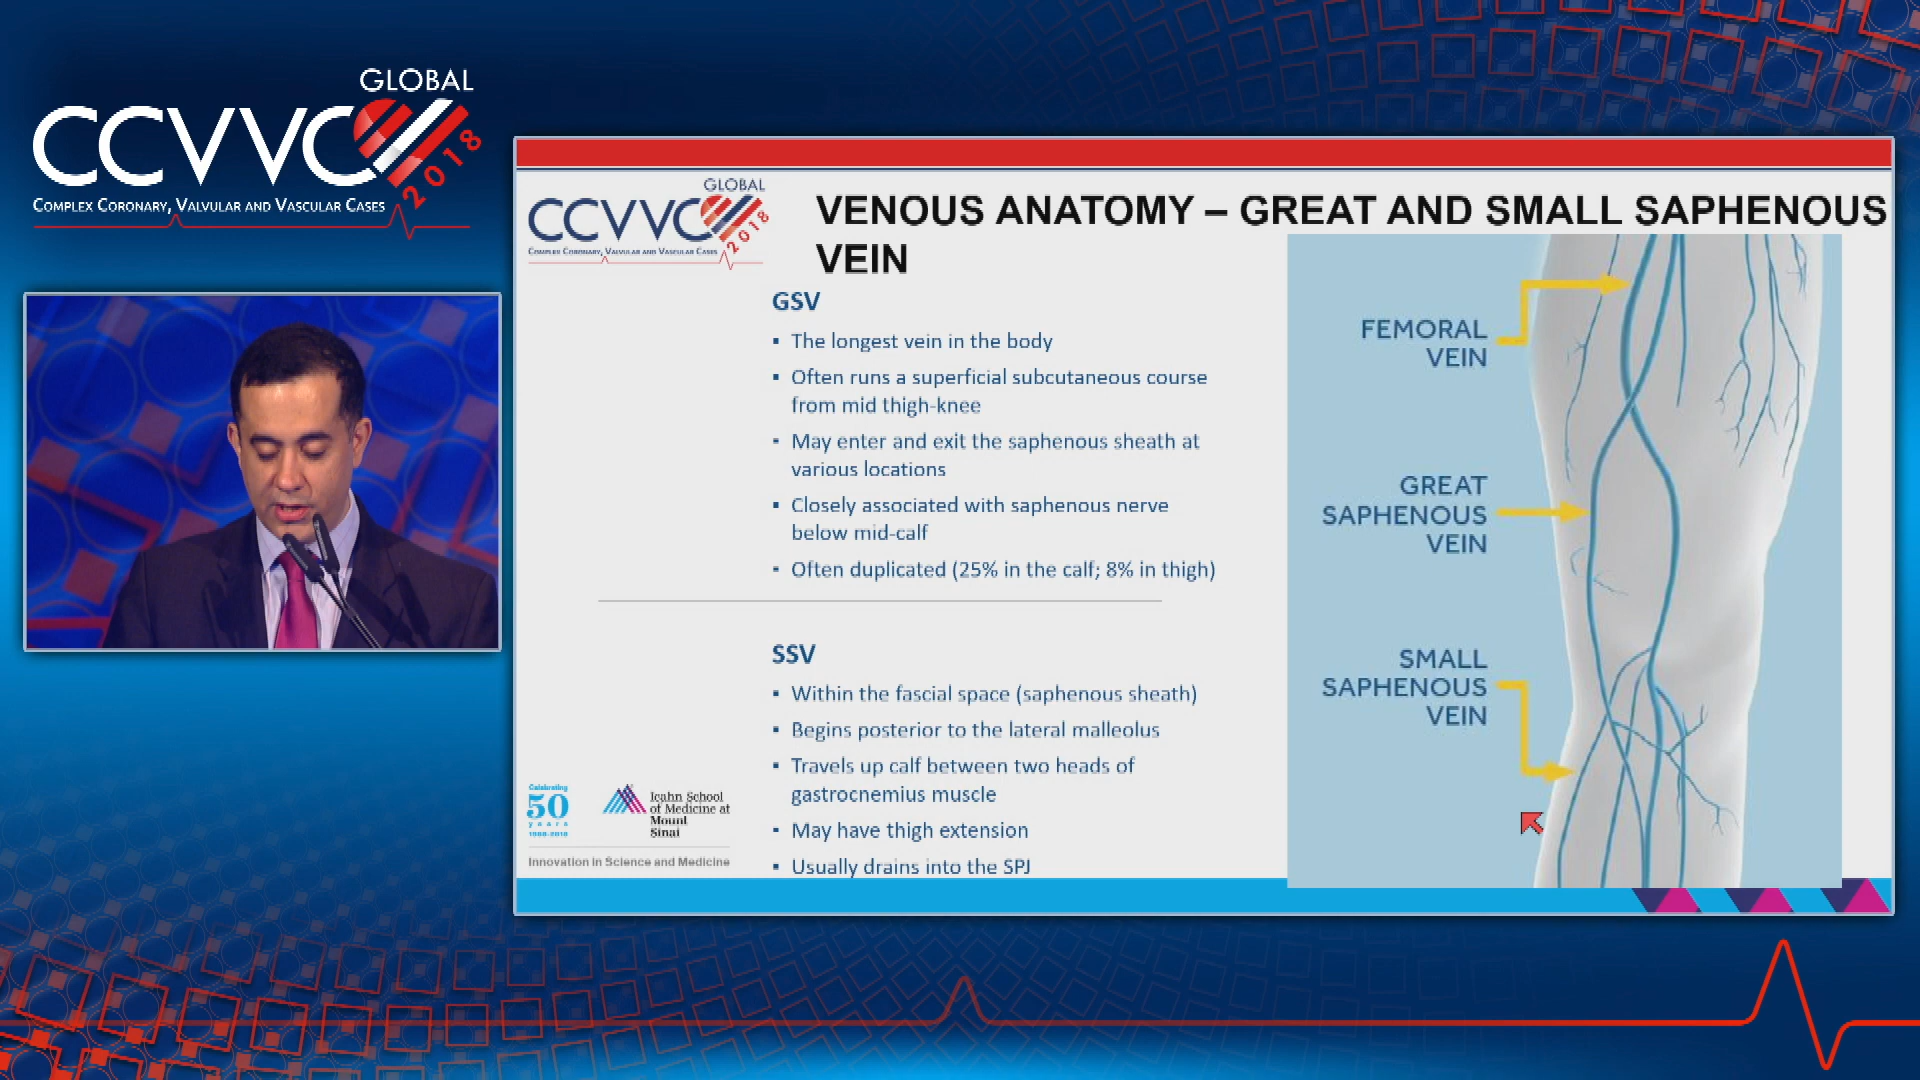 GLOBAL
CCVVC
2018
COMPLEX CORONARY, VALVULAR AND VASCULAR CASES
GLOBAL
CCVVC
2018
COMPLEX CORONARY, VALVULAR AND VASCULAR CASES
VENOUS ANATOMY – GREAT AND SMALL SAPHENOUS
VEIN
GSV
▪ The longest vein in the body
▪ Often runs a superficial subcutaneous course
from mid thigh-knee
▪ May enter and exit the saphenous sheath at
various locations
▪ Closely associated with saphenous nerve
below mid-calf
▪ Often duplicated (25% in the calf; 8% in thigh)
SSV
▪ Within the fascial space (saphenous sheath)
▪ Begins posterior to the lateral malleolus
▪ Travels up calf between two heads of
gastrocnemius muscle
▪ May have thigh extension
▪ Usually drains into the SPJ
FEMORAL
VEIN
GREAT
SAPHENOUS
VEIN
SMALL
SAPHENOUS
VEIN
Celebrating
50
years
1968-2018
Icahn School
of Medicine at
Mount
Sinai
Innovation in Science and Medicine